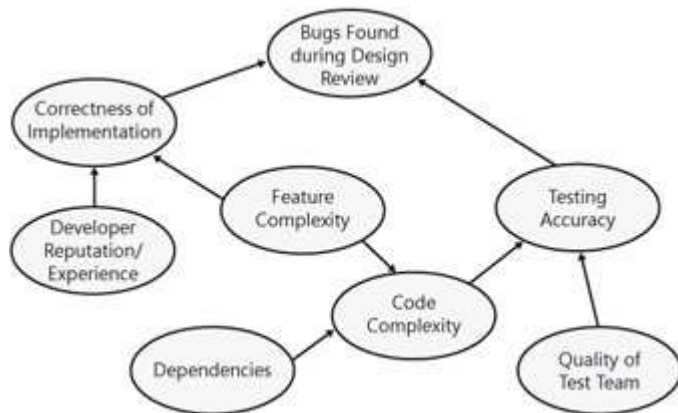 Bugs Found
during Design
Review
Correctness of
Implementation
Feature
Complexity
Testing
Accuracy
Developer
Reputation/
Experience
Code
Complexity
Dependencies
Quality of
Test Team